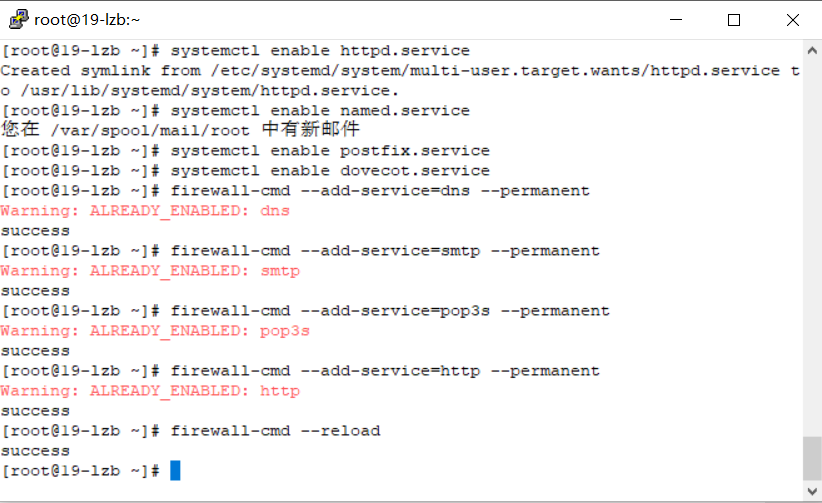 root@19-lzb:~
[root@19-lzb ~]# systemctl enable httpd.service
Created symlink from /etc/systemd/system/multi-user.target.wants/httpd.service t
o /usr/lib/systemd/system/httpd.service.
[root@19-lzb ~]# systemctl enable named.service
您在 /var/spool/mail/root 中有新邮件
[root@19-lzb ~]# systemctl enable postfix.service
[root@19-lzb ~]# systemctl enable dovecot.service
[root@19-lzb ~]# firewall-cmd --add-service=dns --permanent
Warning: ALREADY_ENABLED: dns
success
[root@19-lzb ~]# firewall-cmd --add-service=smtp --permanent
Warning: ALREADY_ENABLED: smtp
success
[root@19-lzb ~]# firewall-cmd --add-service=pop3s --permanent
Warning: ALREADY_ENABLED: pop3s
success
[root@19-lzb ~]# firewall-cmd --add-service=http --permanent
Warning: ALREADY_ENABLED: http
success
[root@19-lzb ~]# firewall-cmd --reload
success
[root@19-lzb ~]#